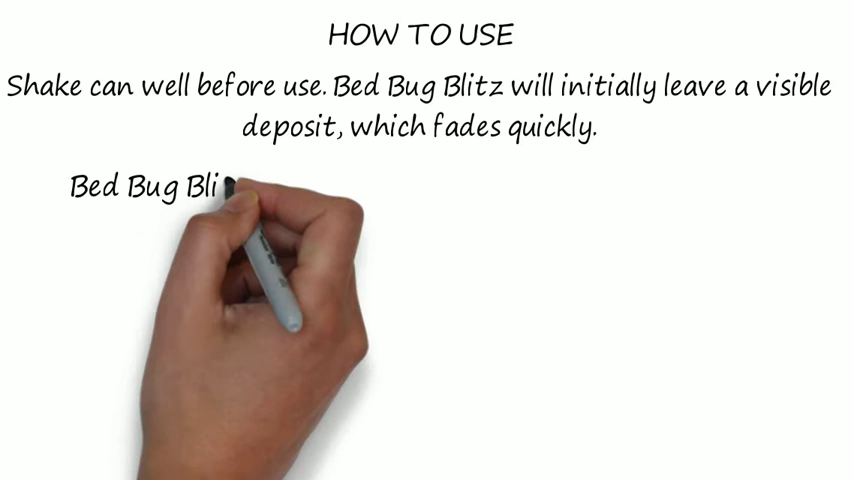 HOW TO USE
Shake can well before use. Bed Bug Blitz will initially leave a visible
deposit, which fades quickly.
Bed Bug Bli